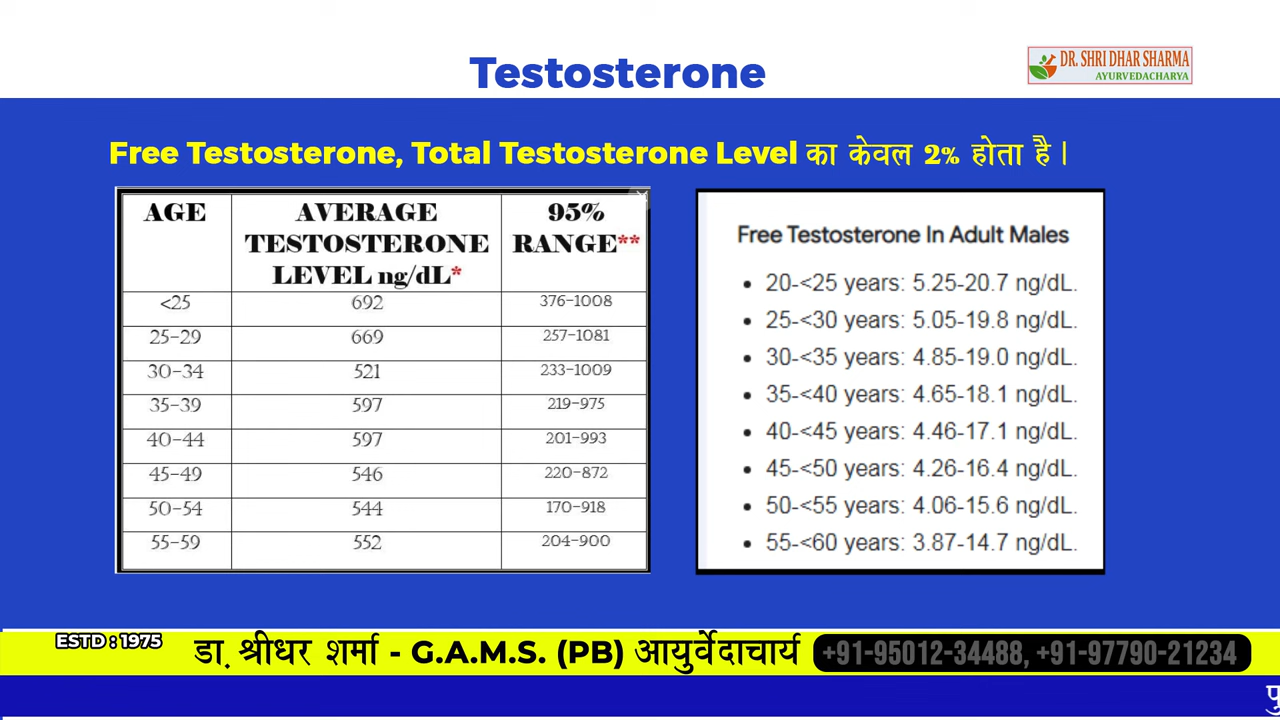 Testosterone
DR. SHRI DHAR SHARMA
AYURVEDACHARYA
Free Testosterone, Total Testosterone Level का केवल 2% होता है।
AGE AVERAGE TESTOSTERONE LEVEL ng/dL* 95% RANGE**
<25 692 376-1008
25-29 669 257-1081
30-34 521 233-1009
35-39 597 219-975
40-44 597 201-993
45-49 546 220-872
50-54 544 170-918
55-59 552 204-900
Free Testosterone In Adult Males
• 20-<25 years: 5.25-20.7 ng/dL.
• 25-<30 years: 5.05-19.8 ng/dL.
• 30-<35 years: 4.85-19.0 ng/dL.
• 35-<40 years: 4.65-18.1 ng/dL.
• 40-<45 years: 4.46-17.1 ng/dL.
• 45-<50 years: 4.26-16.4 ng/dL.
• 50-<55 years: 4.06-15.6 ng/dL.
• 55-<60 years: 3.87-14.7 ng/dL.
ESTD : 1975
डा. श्रीधर शर्मा - G.A.M.S. (PB) आयुर्वेदाचार्य +91-95012-34488, +91-97790-21234